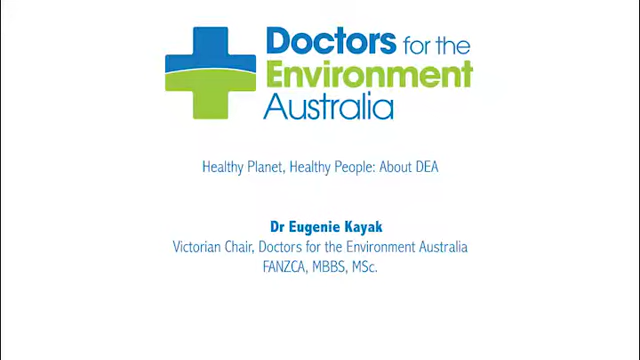 Doctors for the
Environment
Australia
Healthy Planet, Healthy People: About DEA
Dr Eugenie Kayak
Victorian Chair, Doctors for the Environment Australia
FANZCA, MBBS, MSc.